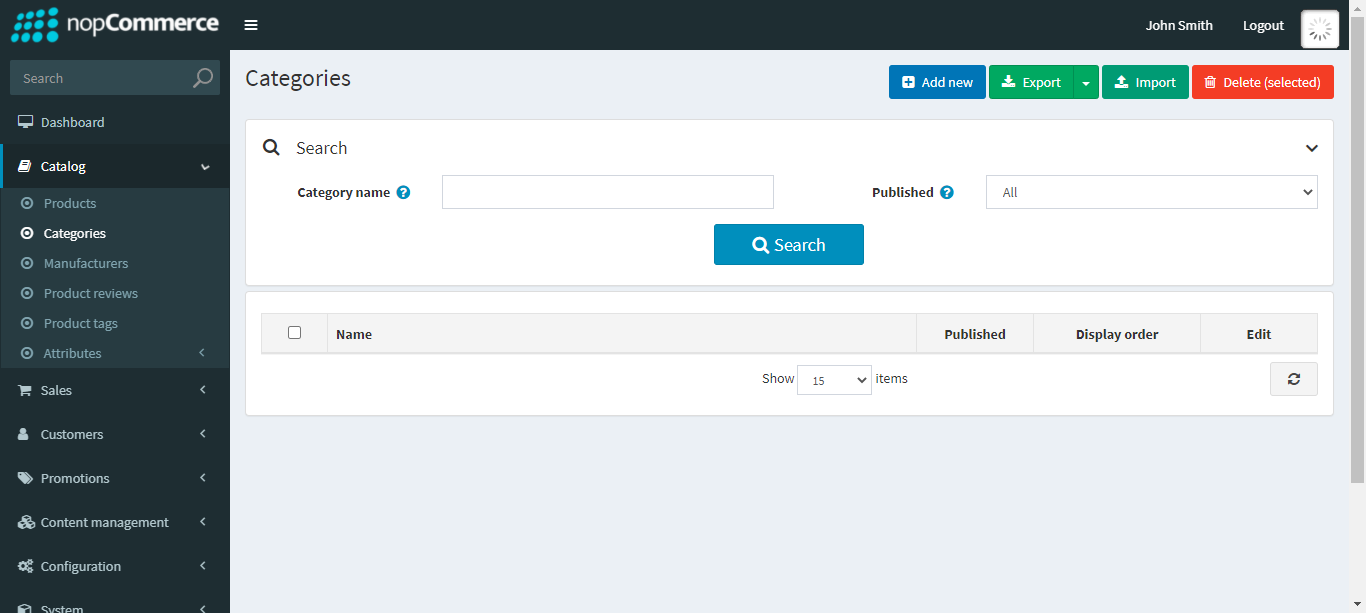 nopCommerce
John Smith
Logout
Search
Dashboard
Catalog
Products
Categories
Manufacturers
Product reviews
Product tags
Attributes
Sales
Customers
Promotions
Content management
Configuration
System
Categories
Add new
Export
Import
Delete (selected)
Search
Category name
Published
All
Search
Name
Published
Display order
Edit
Show 15 items